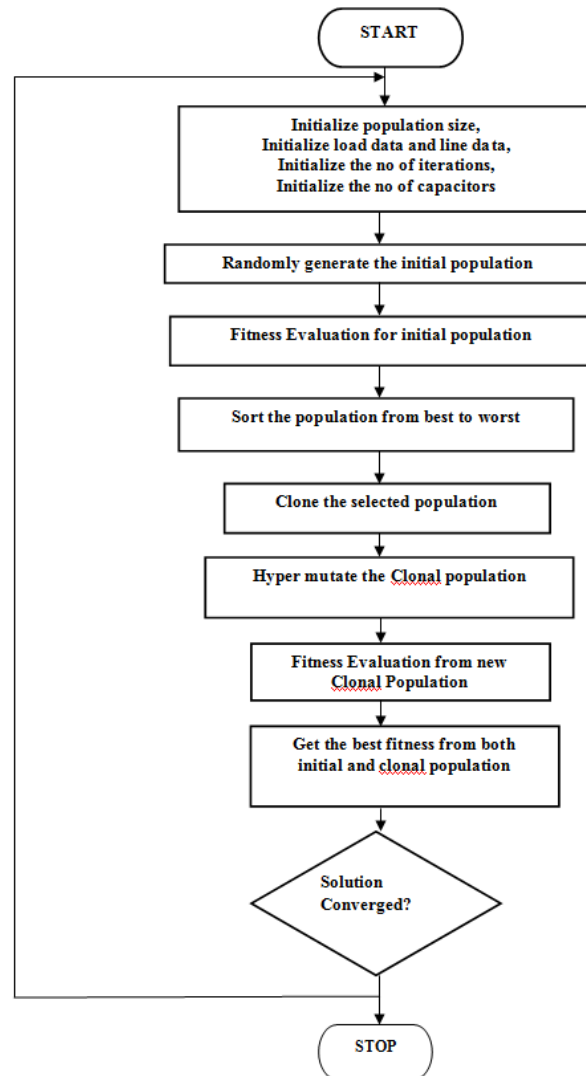 START
Initialize population size,
Initialize load data and line data,
Initialize the no of iterations,
Initialize the no of capacitors
Randomly generate the initial population
Fitness Evaluation for initial population
Sort the population from best to worst
Clone the selected population
Hyper mutate the Clonal population
Fitness Evaluation from new
Clonal Population
Get the best fitness from both
initial and clonal population
Solution
Converged?
STOP